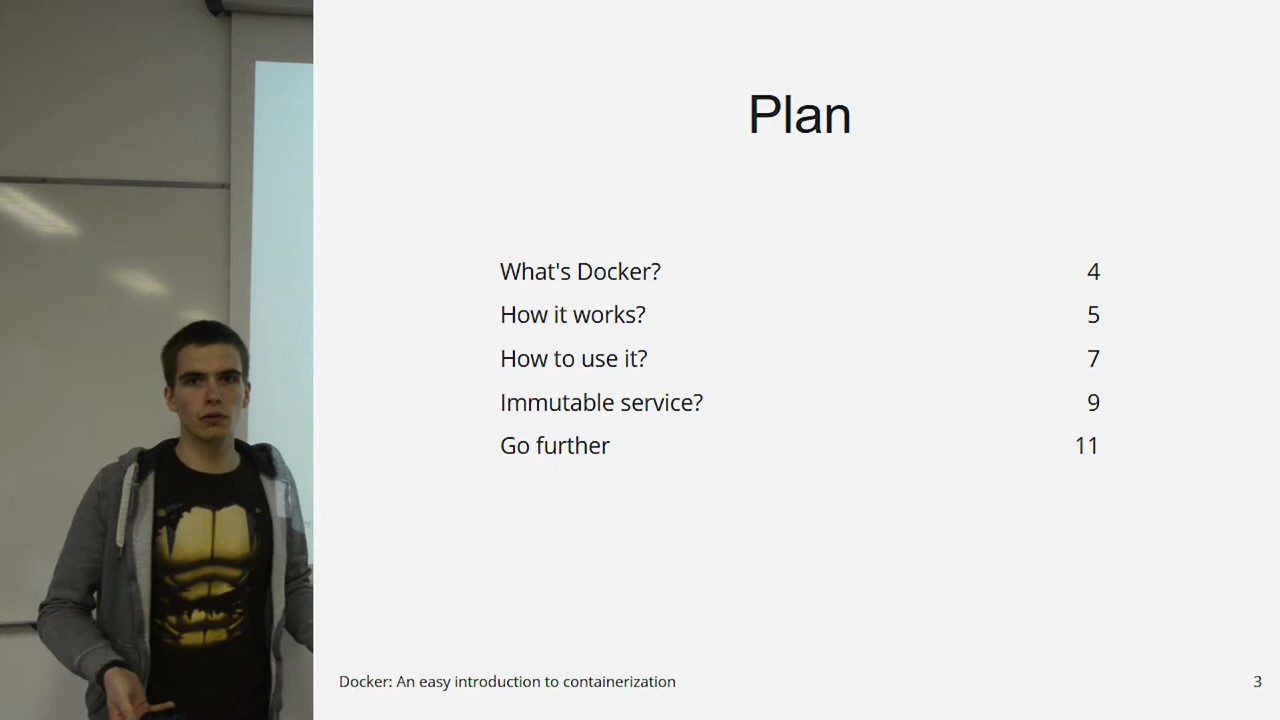 Plan
What's Docker? 4
How it works? 5
How to use it? 7
Immutable service? 9
Go further 11
Docker: An easy introduction to containerization 3